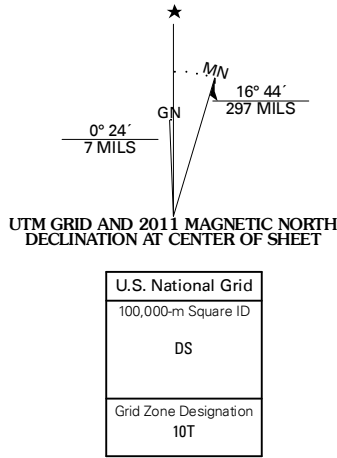 ★
MN
16° 44´
297 MILS
GN
0° 24´
7 MILS
UTM GRID AND 2011 MAGNETIC NORTH
DECLINATION AT CENTER OF SHEET
U.S. National Grid
100,000-m Square ID
DS
Grid Zone Designation
10T